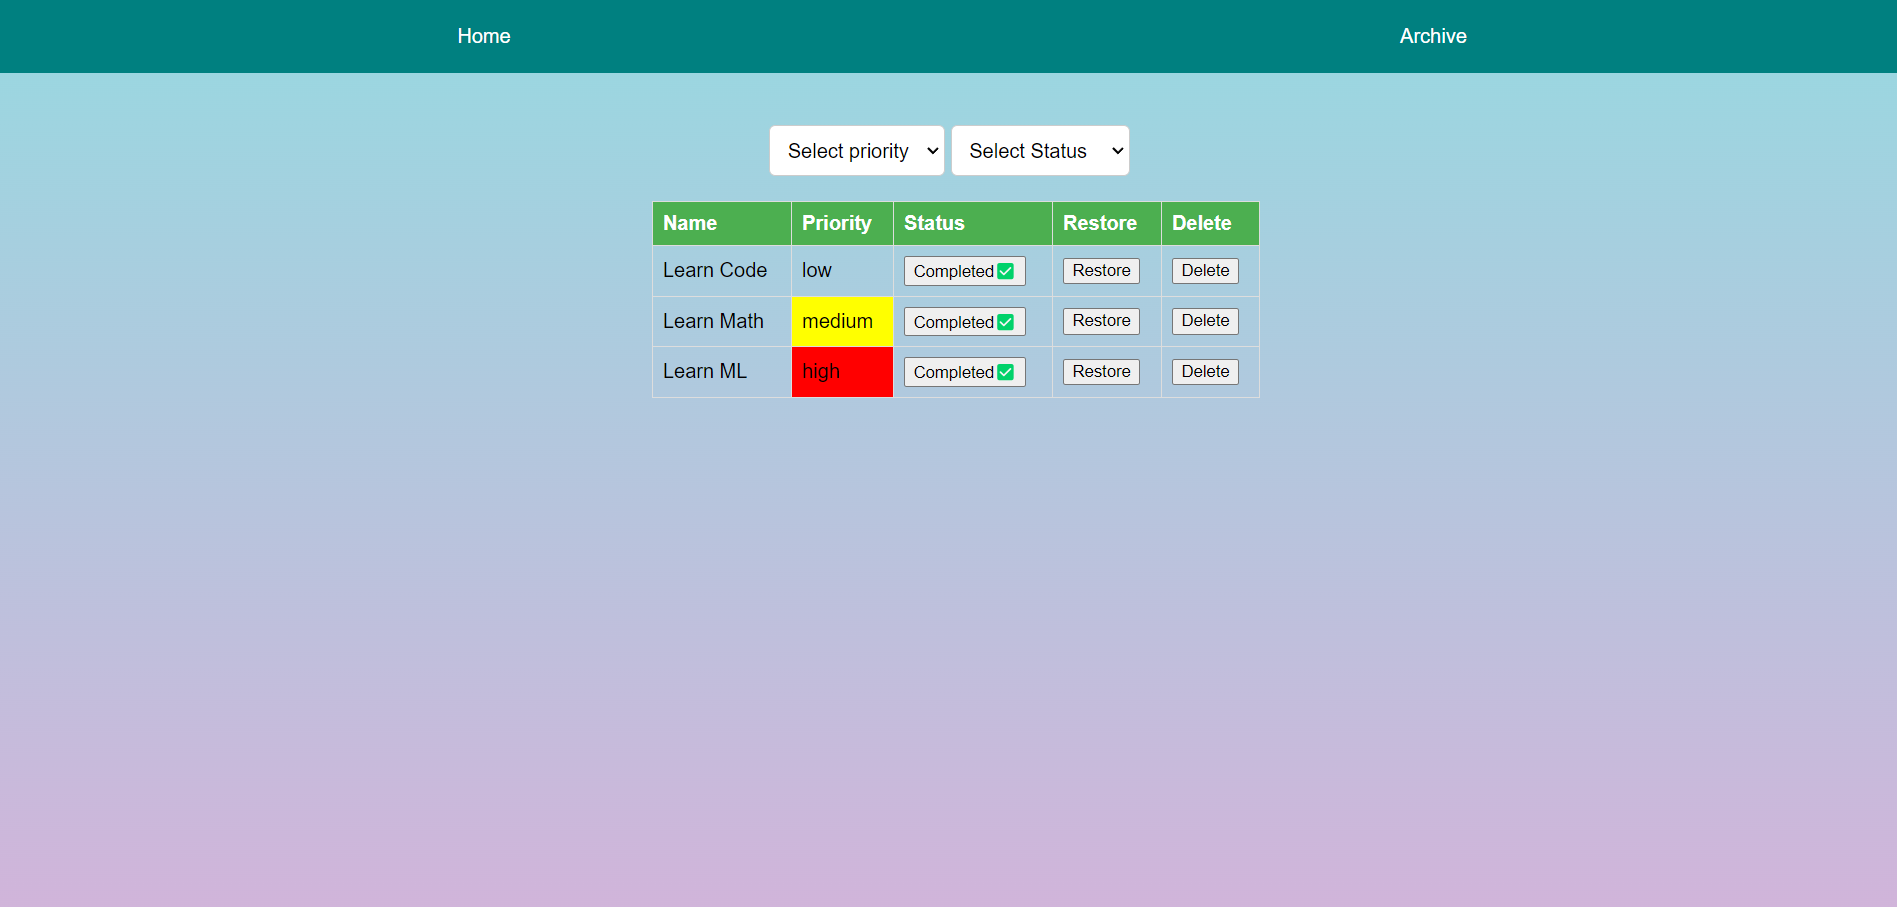 Home Archive
Select priority Select Status
Name Priority Status Restore Delete
Learn Code low Completed✅ Restore Delete
Learn Math medium Completed✅ Restore Delete
Learn ML high Completed✅ Restore Delete